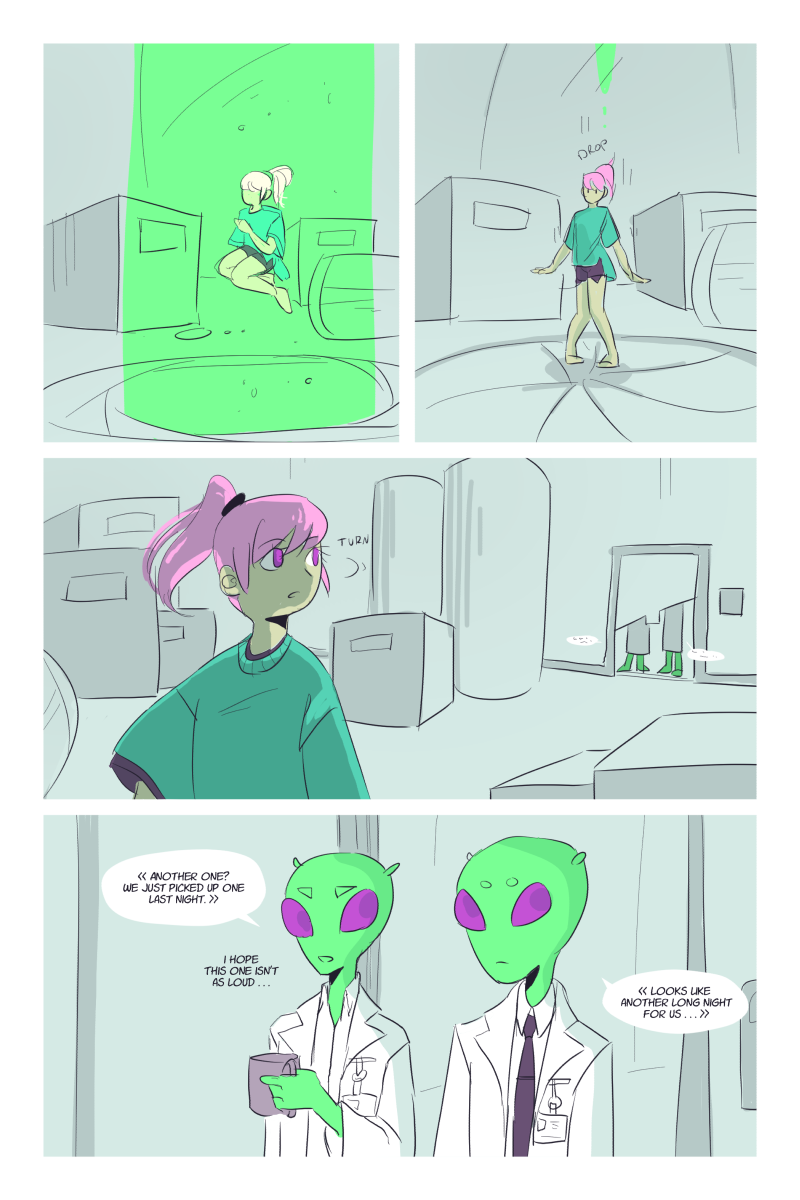 DROP
TURN
« ANOTHER ONE?
WE JUST PICKED UP ONE
LAST NIGHT. »
I HOPE
THIS ONE ISN'T
AS LOUD . . .
« LOOKS LIKE
ANOTHER LONG NIGHT
FOR US . . . »